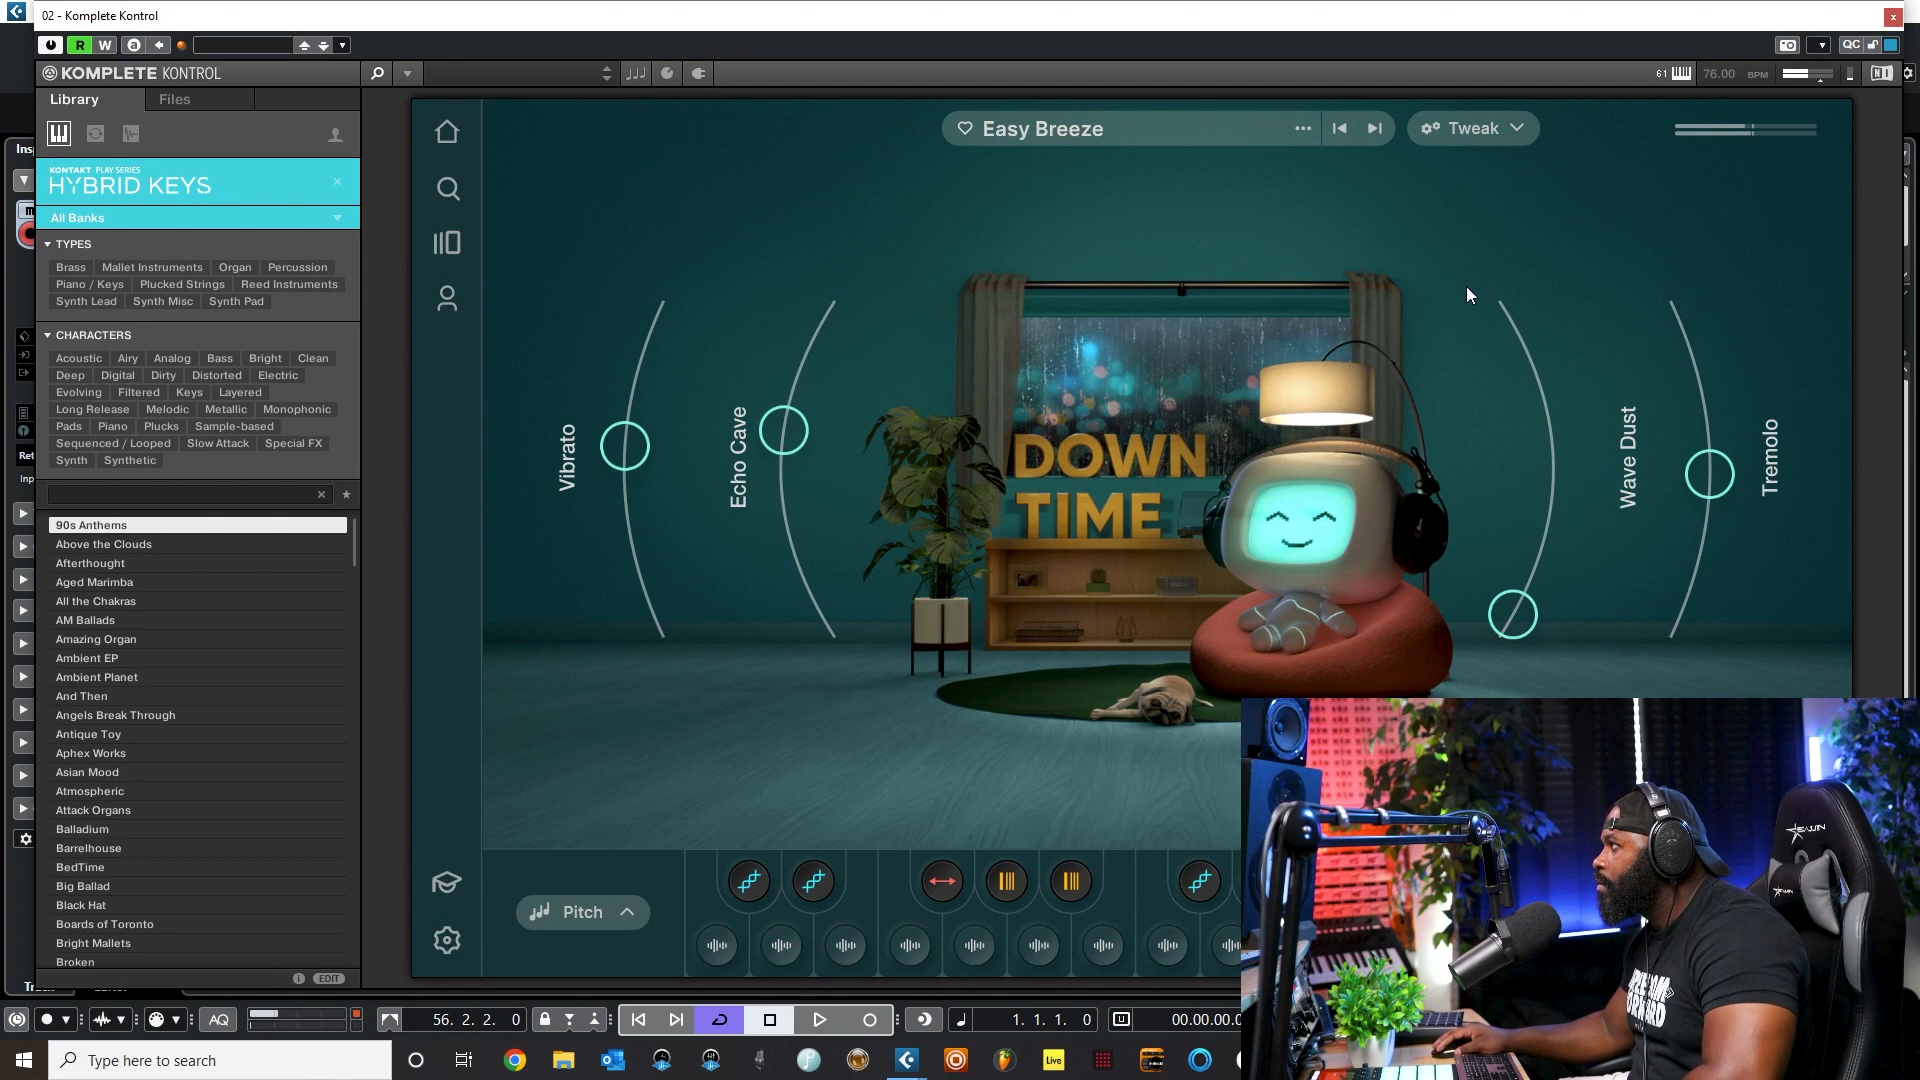 02 - Komplete Kontrol
x
R W a QC
KOMPLETE KONTROL
61 76.00 BPM
Library Files
KONTAKT PLAY SERIES
HYBRID KEYS
All Banks
TYPES
Brass Mallet Instruments Organ Percussion
Piano / Keys Plucked Strings Reed Instruments
Synth Lead Synth Misc Synth Pad
CHARACTERS
Acoustic Airy Analog Bass Bright Clean
Deep Digital Dirty Distorted Electric
Evolving Filtered Keys Layered
Long Release Melodic Metallic Monophonic
Pads Piano Plucks Sample-based
Sequenced / Looped Slow Attack Special FX
Synth Synthetic
90s Anthems
Above the Clouds
Afterthought
Aged Marimba
All the Chakras
AM Ballads
Amazing Organ
Ambient EP
Ambient Planet
And Then
Angels Break Through
Antique Toy
Aphex Works
Asian Mood
Atmospheric
Attack Organs
Balladium
Barrelhouse
BedTime
Big Ballad
Black Hat
Boards of Toronto
Bright Mallets
Broken
EDIT
Easy Breeze
Tweak
Vibrato
Echo Cave
DOWN
TIME
Wave Dust
Tremolo
Pitch
AQ
56. 2. 2. 0
1. 1. 1. 0
00.00.00.0
Type here to search
Live